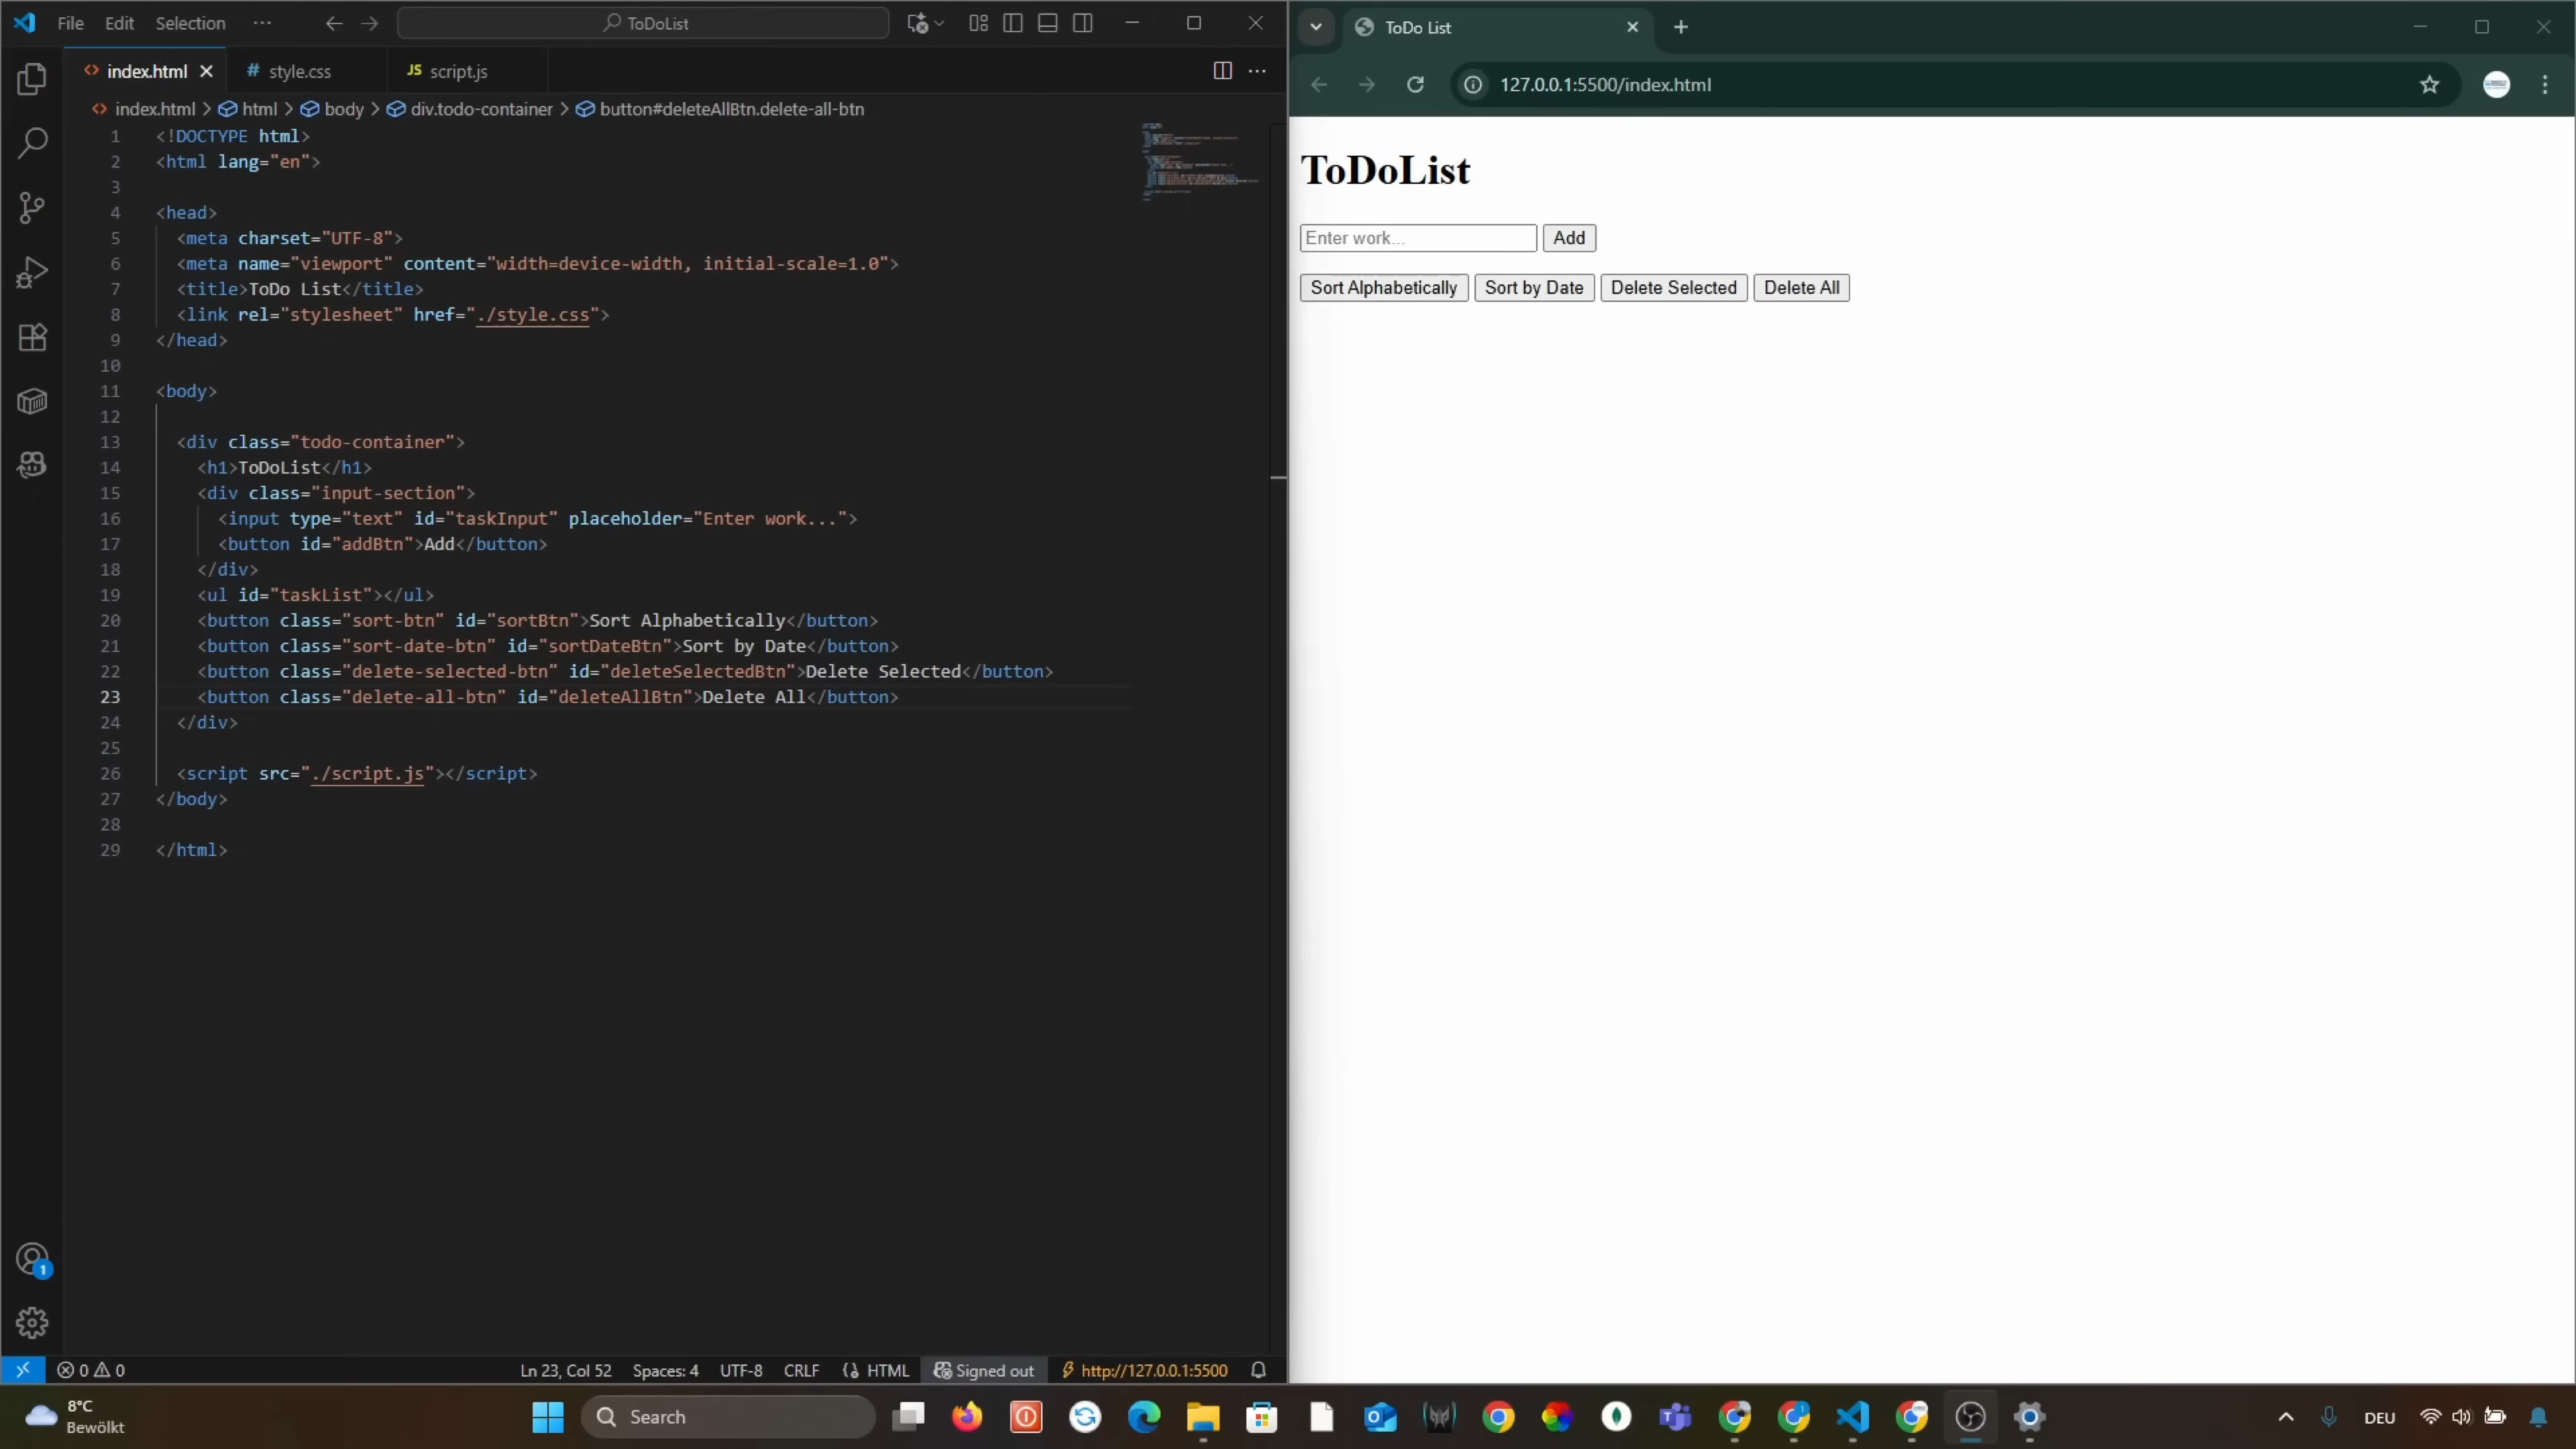 File Edit Selection ··· ToDoList
index.html style.css JS script.js
index.html > html > body > div.todo-container > button#deleteAllBtn.delete-all-btn
1 <!DOCTYPE html>
2 <html lang="en">
3
4 <head>
5 <meta charset="UTF-8">
6 <meta name="viewport" content="width=device-width, initial-scale=1.0">
7 <title>ToDo List</title>
8 <link rel="stylesheet" href="./style.css">
9 </head>
10
11 <body>
12
13 <div class="todo-container">
14 <h1>ToDoList</h1>
15 <div class="input-section">
16 <input type="text" id="taskInput" placeholder="Enter work...">
17 <button id="addBtn">Add</button>
18 </div>
19 <ul id="taskList"></ul>
20 <button class="sort-btn" id="sortBtn">Sort Alphabetically</button>
21 <button class="sort-date-btn" id="sortDateBtn">Sort by Date</button>
22 <button class="delete-selected-btn" id="deleteSelectedBtn">Delete Selected</button>
23 <button class="delete-all-btn" id="deleteAllBtn">Delete All</button>
24 </div>
25
26 <script src="./script.js"></script>
27 </body>
28
29 </html>
1
0 0 Ln 23, Col 52 Spaces: 4 UTF-8 CRLF HTML Signed out http://127.0.0.1:5500
ToDo List
127.0.0.1:5500/index.html
ToDoList
Enter work... Add
Sort Alphabetically Sort by Date Delete Selected Delete All
8°C
Bewölkt
Search
DEU